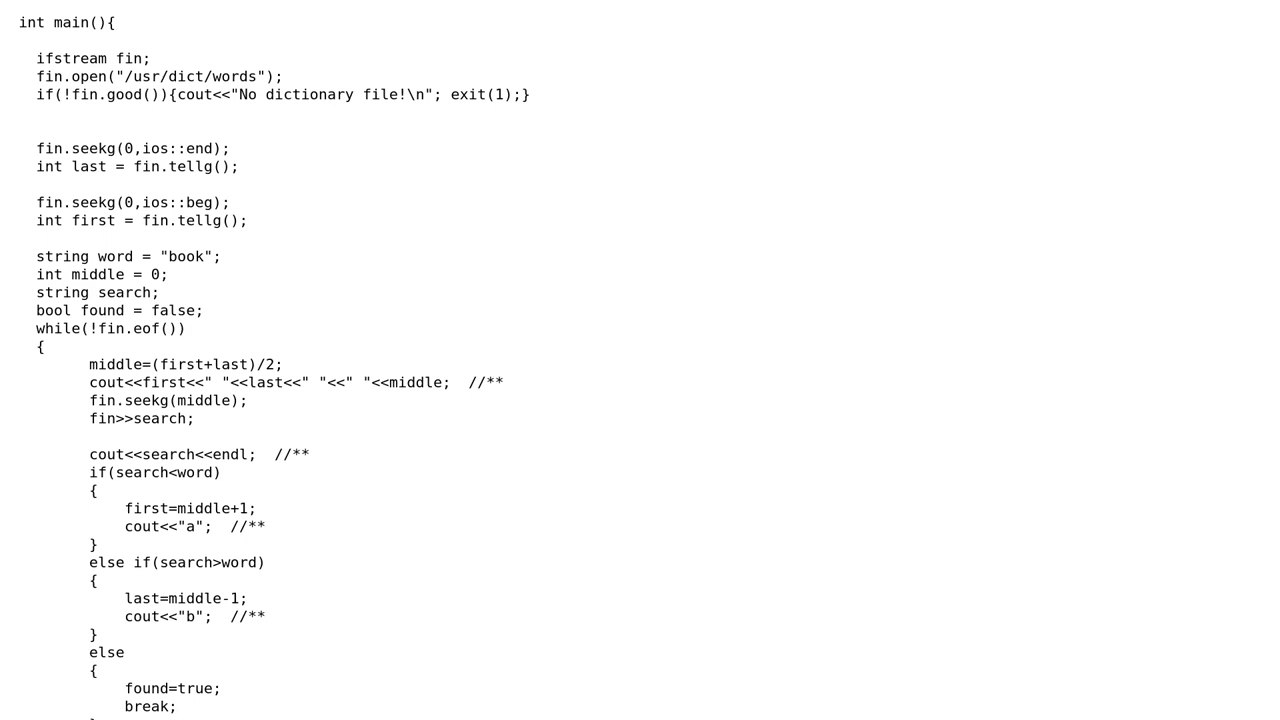 int main(){
ifstream fin;
fin.open("/usr/dict/words");
if(!fin.good()){cout<<"No dictionary file!\n"; exit(1);}
fin.seekg(0,ios::end);
int last = fin.tellg();
fin.seekg(0,ios::beg);
int first = fin.tellg();
string word = "book";
int middle = 0;
string search;
bool found = false;
while(!fin.eof())
{
middle=(first+last)/2;
cout<<first<<" "<<last<<" "<<" "<<middle;  //**
fin.seekg(middle);
fin>>search;
cout<<search<<endl;  //**
if(search<word)
{
first=middle+1;
cout<<"a";  //**
}
else if(search>word)
{
last=middle-1;
cout<<"b";  //**
}
else
{
found=true;
break;